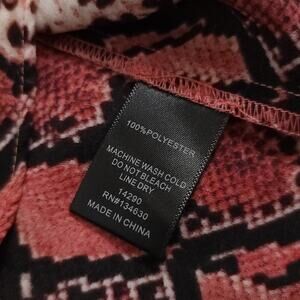 100%POLYESTER
MACHINE WASH COLD
DO NOT BLEACH
LINE DRY
14290
RN#134630
MADE IN CHINA